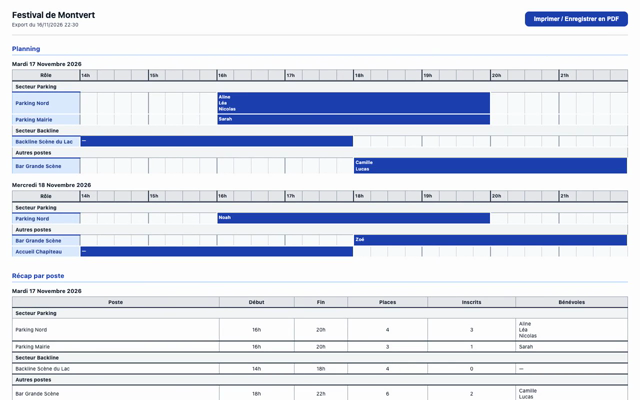 Festival de Montvert
Export du 16/11/2026 22:30
Imprimer / Enregistrer en PDF
Planning
Mardi 17 Novembre 2026
Rôle 14h 15h 16h 17h 18h 19h 20h 21h
Secteur Parking
Parking Nord
Aline
Léa
Nicolas
Parking Mairie Sarah
Secteur Backline
Backline Scène du Lac —
Autres postes
Bar Grande Scène
Camille
Lucas
Mercredi 18 Novembre 2026
Rôle 14h 15h 16h 17h 18h 19h 20h 21h
Secteur Parking
Parking Nord Noah
Autres postes
Bar Grande Scène Zoé
Accueil Chapiteau —
Récap par poste
Mardi 17 Novembre 2026
Poste Début Fin Places Inscrits Bénévoles
Secteur Parking
Parking Nord 16h 20h 4 3 Aline
Léa
Nicolas
Parking Mairie 16h 20h 3 1 Sarah
Secteur Backline
Backline Scène du Lac 14h 18h 4 0 —
Autres postes
Bar Grande Scène 18h 22h 6 2 Camille
Lucas